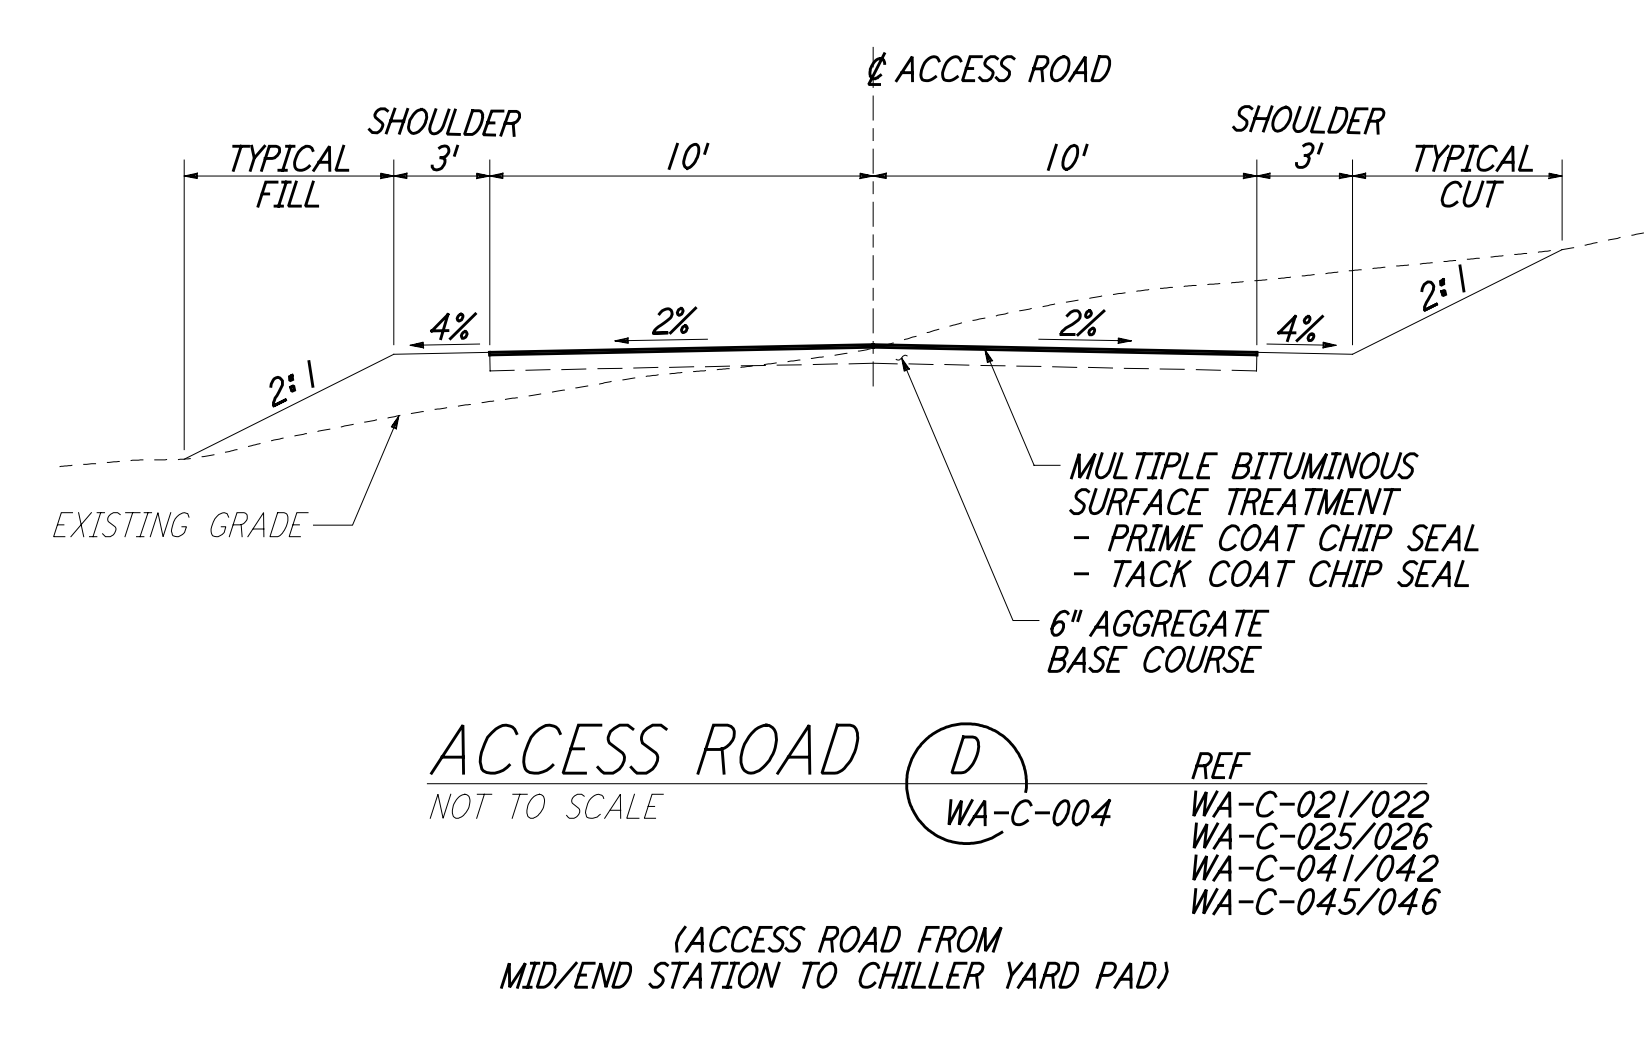 ℄ ACCESS ROAD
SHOULDER
SHOULDER
TYPICAL
FILL
3'
10'
10'
3'
TYPICAL
CUT
2:1
4%
2%
2%
4%
2:1
EXISTING GRADE
MULTIPLE BITUMINOUS
SURFACE TREATMENT
- PRIME COAT CHIP SEAL
- TACK COAT CHIP SEAL
6" AGGREGATE
BASE COURSE
ACCESS ROAD
NOT TO SCALE
D
WA-C-004
REF
WA-C-021/022
WA-C-025/026
WA-C-041/042
WA-C-045/046
(ACCESS ROAD FROM
MID/END STATION TO CHILLER YARD PAD)